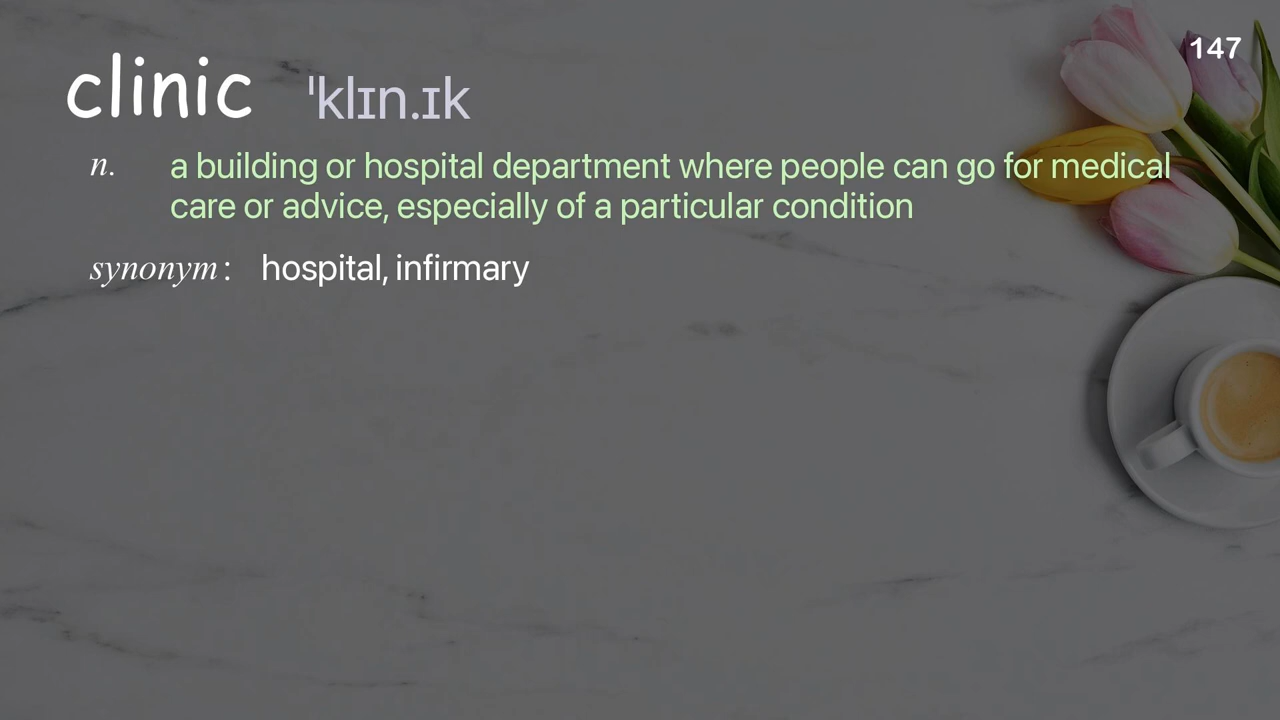 147
clinic ˈklɪn.ɪk
n. a building or hospital department where people can go for medical
care or advice, especially of a particular condition
synonym: hospital, infirmary